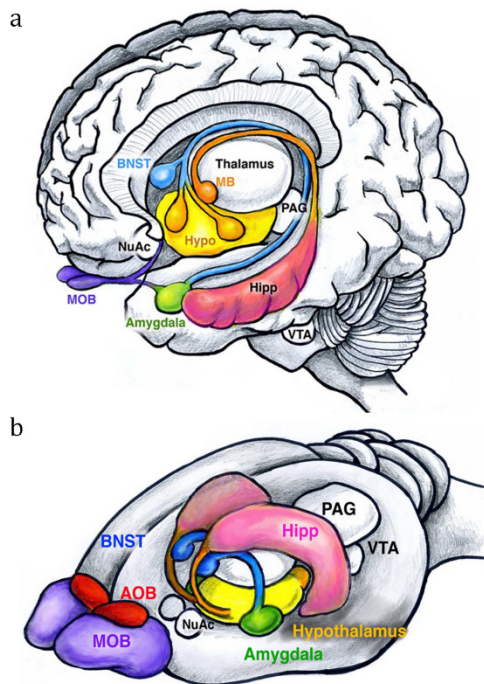 a
BNST
Thalamus
MB
PAG
NuAc
Hypo
MOB
Hipp
Amygdala
VTA
b
PAG
Hipp
BNST
VTA
AOB
NuAc
MOB
Hypothalamus
Amygdala